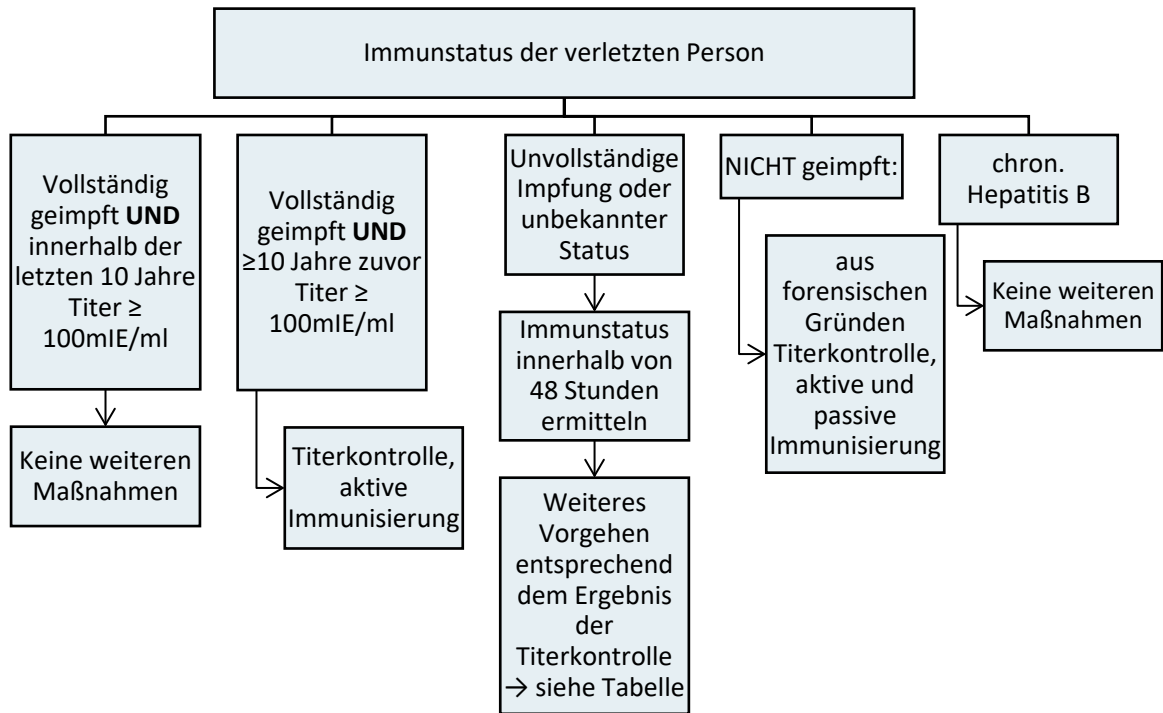 Immunstatus der verletzten Person
Vollständig
geimpft UND
innerhalb der
letzten 10 Jahre
Titer ≥
100mIE/ml
Keine weiteren
Maßnahmen
Vollständig
geimpft UND
≥10 Jahre zuvor
Titer ≥
100mIE/ml
Titerkontrolle,
aktive
Immunisierung
Unvollständige
Impfung oder
unbekannter
Status
Immunstatus
innerhalb von
48 Stunden
ermitteln
Weiteres
Vorgehen
entsprechend
dem Ergebnis
der
Titerkontrolle
→ siehe Tabelle
NICHT geimpft:
aus
forensischen
Gründen
Titerkontrolle,
aktive und
passive
Immunisierung
chron.
Hepatitis B
Keine weiteren
Maßnahmen